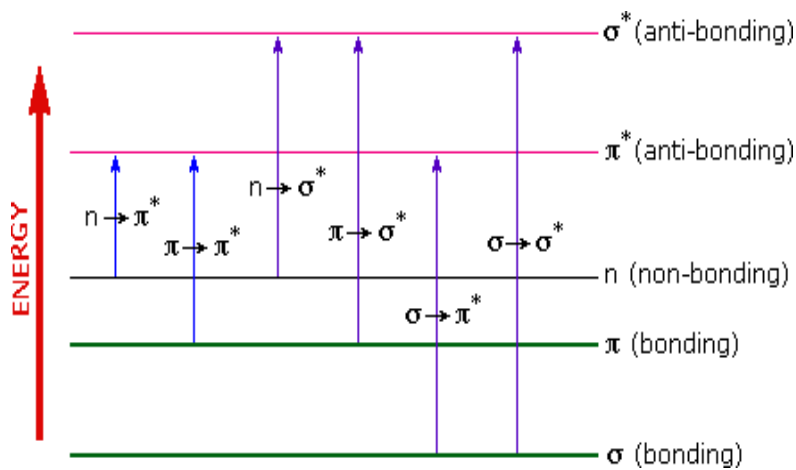 σ* (anti-bonding)
π* (anti-bonding)
n→σ*
n→π*
π→σ*
π→π*
σ→σ*
ENERGY
n (non-bonding)
σ→π*
π (bonding)
σ (bonding)